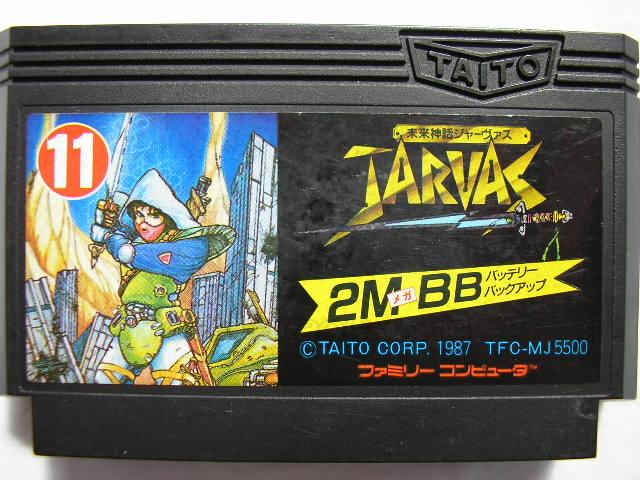 TAITO
11
未来神話ジャーヴァス
JARVAS
2M メガ BB バッテリー
バックアップ
©TAITO CORP. 1987 TFC-MJ5500
ファミリー コンピュータ™